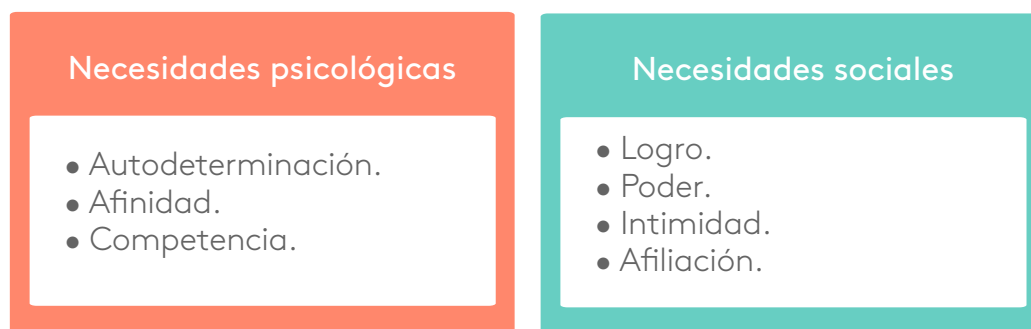 Necesidades psicológicas
• Autodeterminación.
• Afinidad.
• Competencia.
Necesidades sociales
• Logro.
• Poder.
• Intimidad.
• Afiliación.